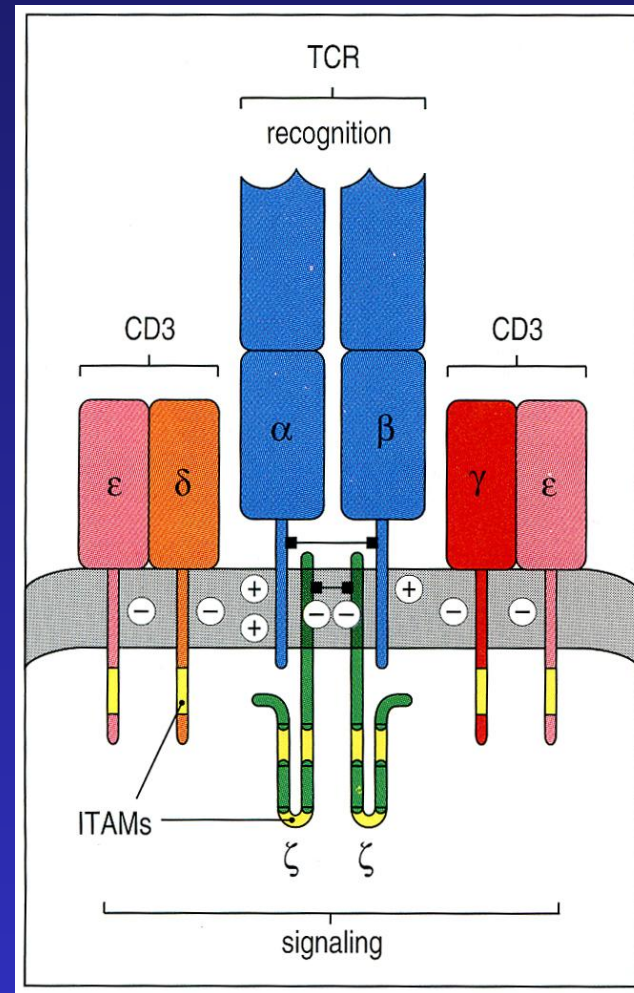 TCR
recognition
CD3
CD3
α
β
ε
δ
γ
ε
+
+
+
− − − − − −
ITAMs
ζ ζ
signaling